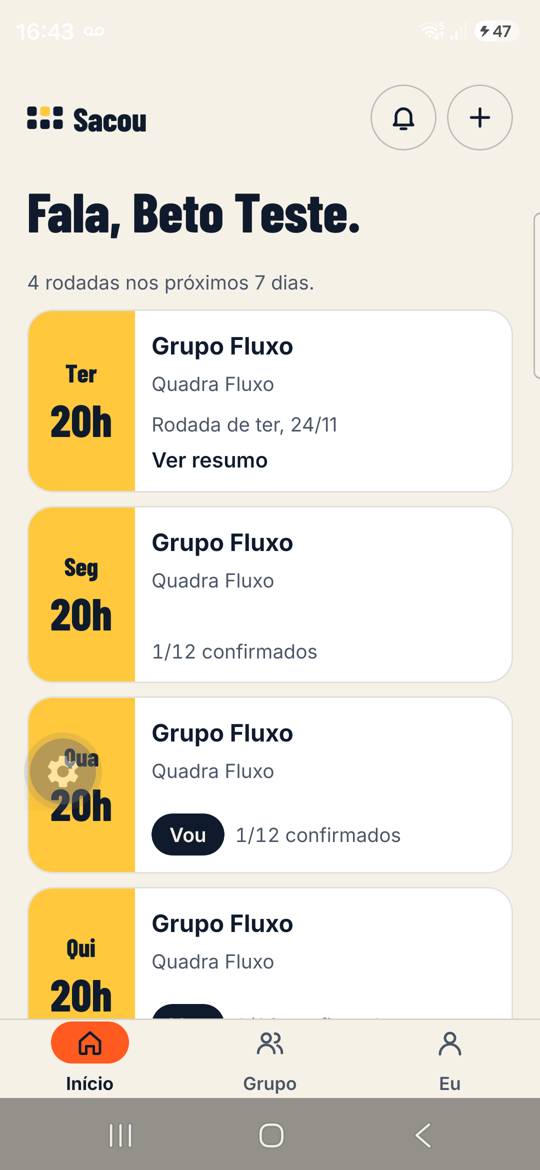 16:43
47
Sacou
Fala, Beto Teste.
4 rodadas nos próximos 7 dias.
Ter
20h
Grupo Fluxo
Quadra Fluxo
Rodada de ter, 24/11
Ver resumo
Seg
20h
Grupo Fluxo
Quadra Fluxo
1/12 confirmados
Qua
20h
Grupo Fluxo
Quadra Fluxo
Vou
1/12 confirmados
Qui
20h
Grupo Fluxo
Quadra Fluxo
Início
Grupo
Eu